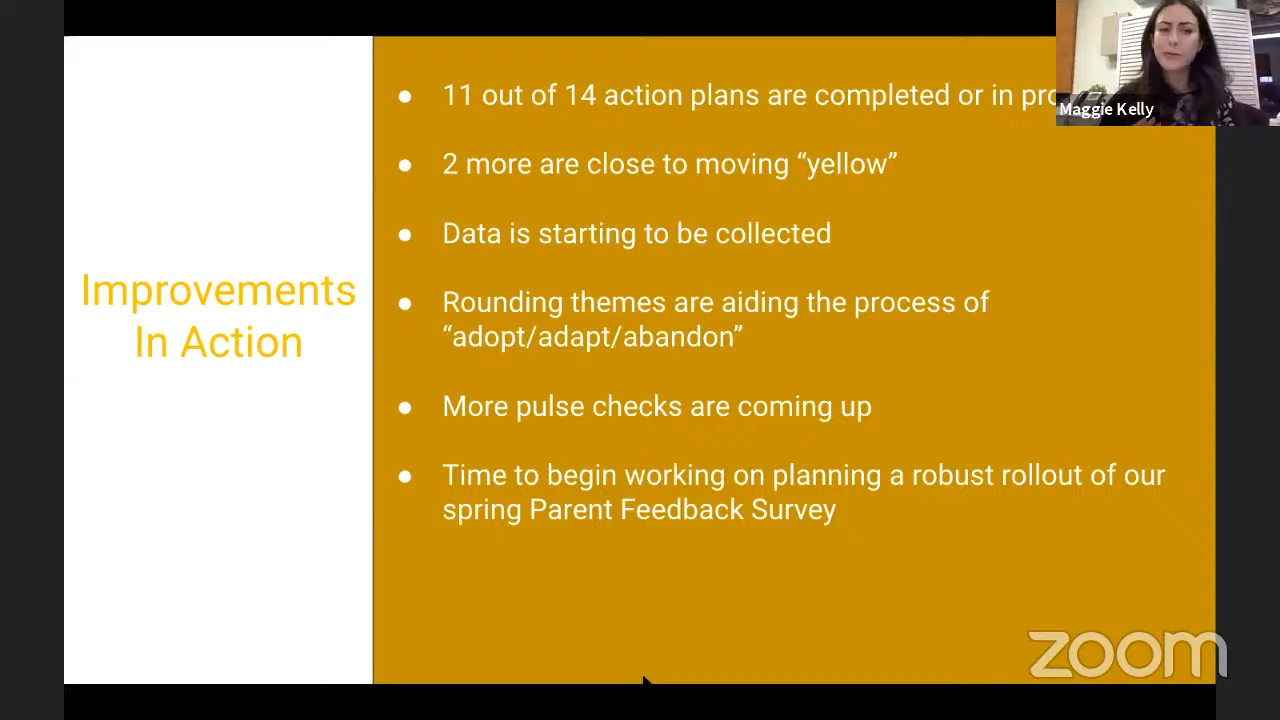 Improvements
In Action
11 out of 14 action plans are completed or in
2 more are close to moving “yellow”
Data is starting to be collected
Rounding themes are aiding the process of
“adopt/adapt/abandon”
More pulse checks are coming up
Time to begin working on planning a robust rollout of our
spring Parent Feedback Survey
Maggie Kelly
zoom